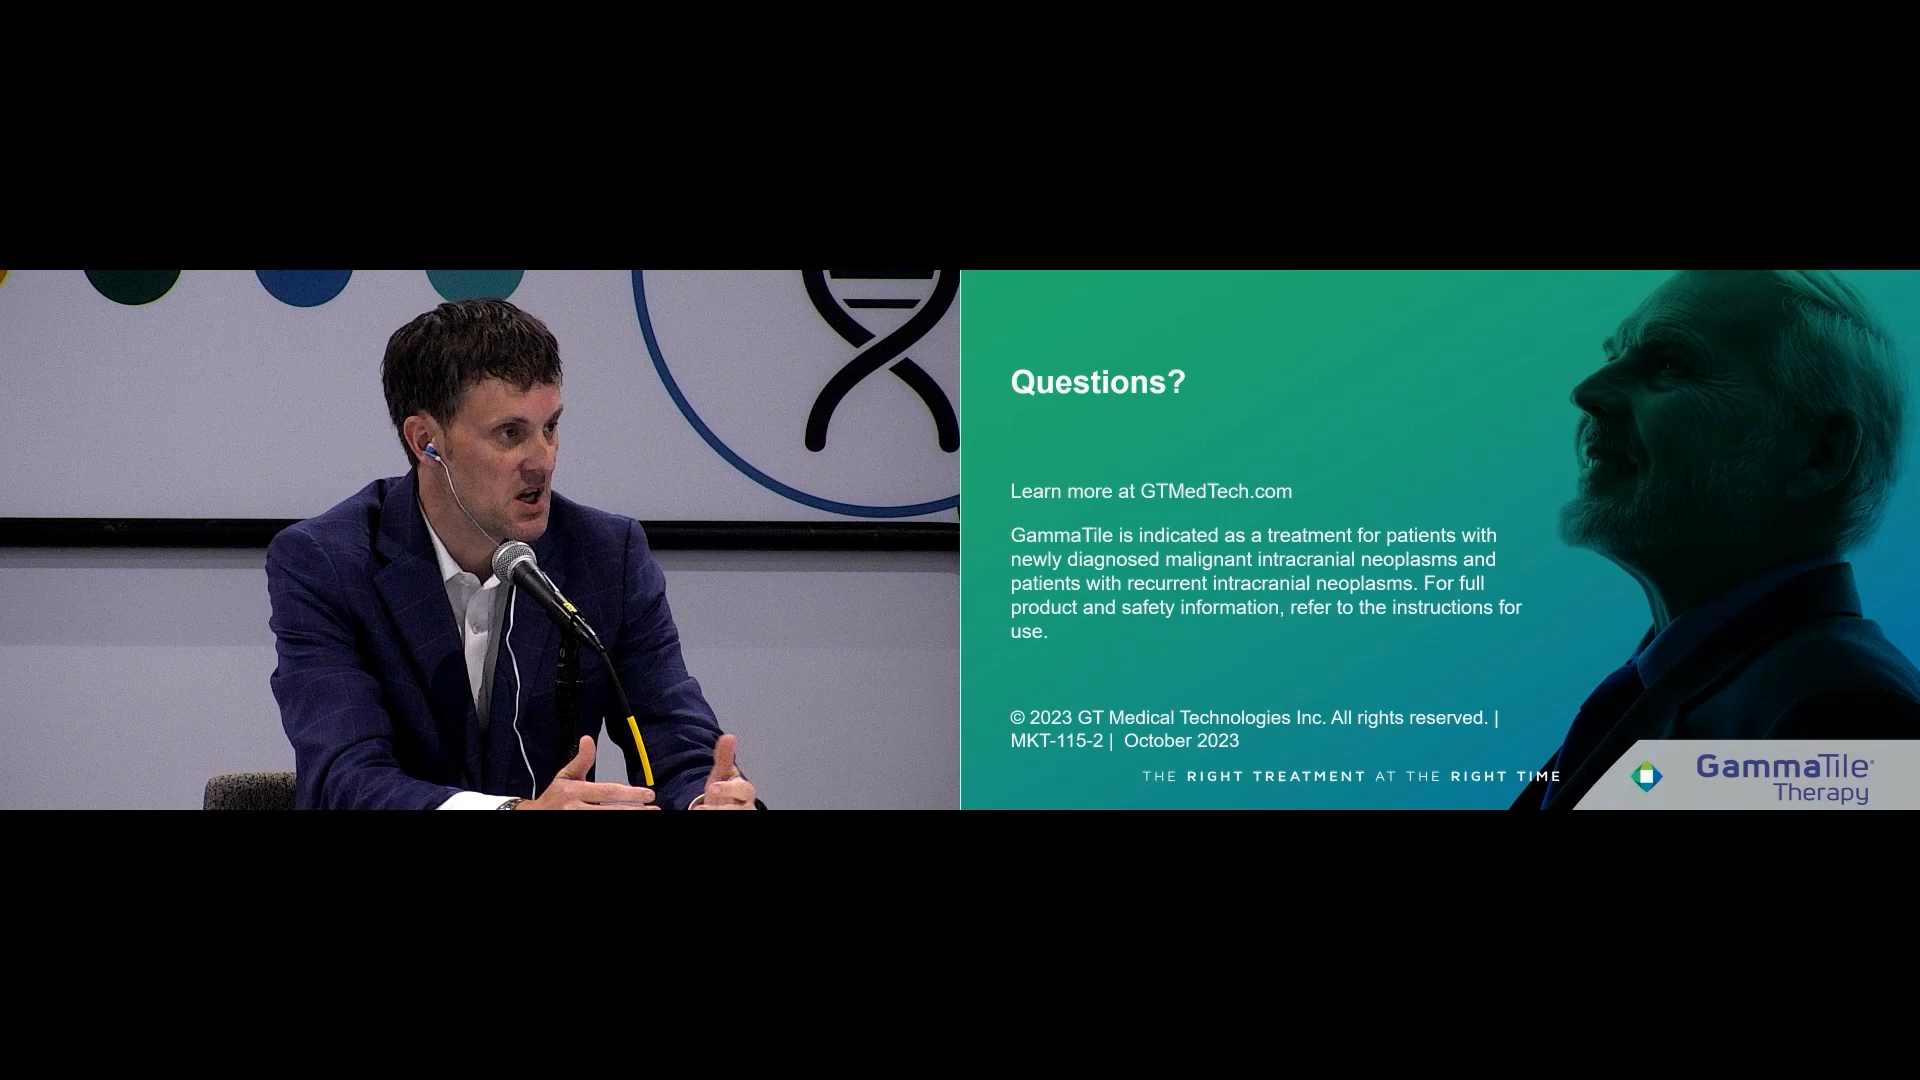 Questions?
Learn more at GTMedTech.com
GammaTile is indicated as a treatment for patients with
newly diagnosed malignant intracranial neoplasms and
patients with recurrent intracranial neoplasms. For full
product and safety information, refer to the instructions for
use.
© 2023 GT Medical Technologies Inc. All rights reserved. |
MKT-115-2 | October 2023
THE RIGHT TREATMENT AT THE RIGHT TIME
GammaTile®
Therapy